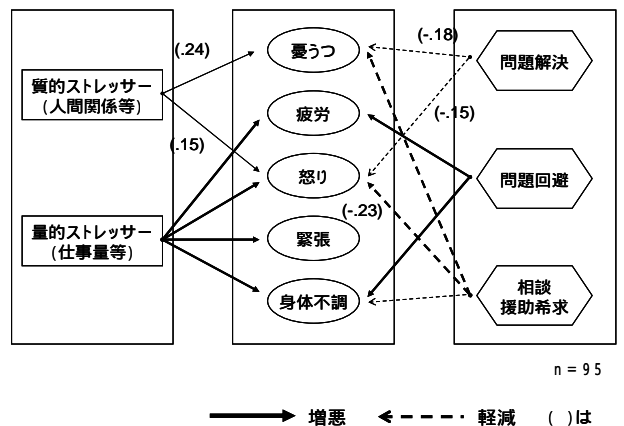 質的ストレッサー
(人間関係等)
量的ストレッサー
(仕事量等)
(.24)
(.15)
憂うつ
疲労
怒り
緊張
身体不調
(-.18)
(-.15)
(-.23)
問題解決
問題回避
相談
援助希求
n=95
増悪
軽減
( )は